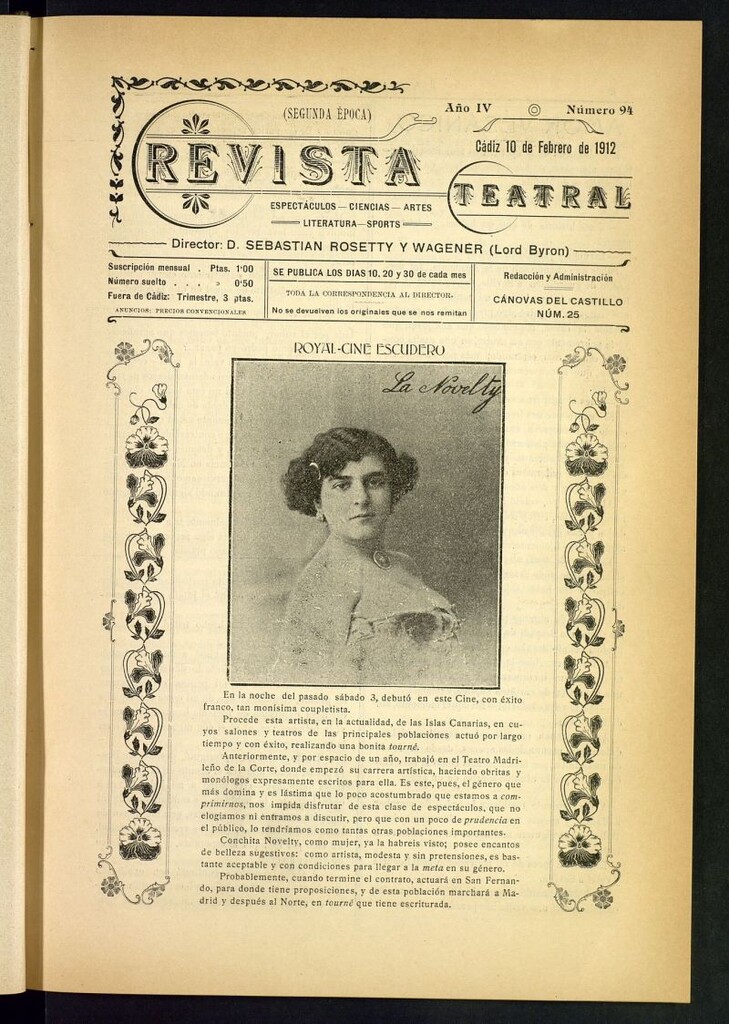 (SEGUNDA ÉPOCA)
Año IV
Número 94
Cádiz 10 de Febrero de 1912
REVISTA
TEATRAL
ESPECTÁCULOS — CIENCIAS — ARTES
LITERATURA — SPORTS
Director: D. SEBASTIAN ROSETTY Y WAGENER (Lord Byron)
Suscripción mensual . Ptas. 1'00
Número suelto . . . . » 0'50
Fuera de Cádiz: Trimestre, 3 ptas.
ANUNCIOS: PRECIOS CONVENCIONALES
SE PUBLICA LOS DIAS 10, 20 y 30 de cada mes
TODA LA CORRESPONDENCIA AL DIRECTOR.
No se devuelven los originales que se nos remitan
Redacción y Administración
CÁNOVAS DEL CASTILLO
NÚM. 25
ROYAL-CINE ESCUDERO
La Novelty
En la noche del pasado sábado 3, debutó en este Cine, con éxito
franco, tan monísima coupletista.
Procede esta artista, en la actualidad, de las Islas Canarias, en cu-
yos salones y teatros de las principales poblaciones actuó por largo
tiempo y con éxito, realizando una bonita tourné.
Anteriormente, y por espacio de un año, trabajó en el Teatro Madri-
leño de la Corte, donde empezó su carrera artística, haciendo obritas y
monólogos expresamente escritos para ella. Es este, pues, el género que
más domina y es lástima que lo poco acostumbrado que estamos a com-
primirnos, nos impida disfrutar de esta clase de espectáculos, que no
elogiamos ni entramos a discutir, pero que con un poco de prudencia en
el público, lo tendríamos como tantas otras poblaciones importantes.
Conchita Novelty, como mujer, ya la habreis visto; posee encantos
de belleza sugestivos: como artista, modesta y sin pretensiones, es bas-
tante aceptable y con condiciones para llegar a la meta en su género.
Probablemente, cuando termine el contrato, actuará en San Fernan-
do, para donde tiene proposiciones, y de esta población marchará a Ma-
drid y después al Norte, en tourné que tiene escriturada.